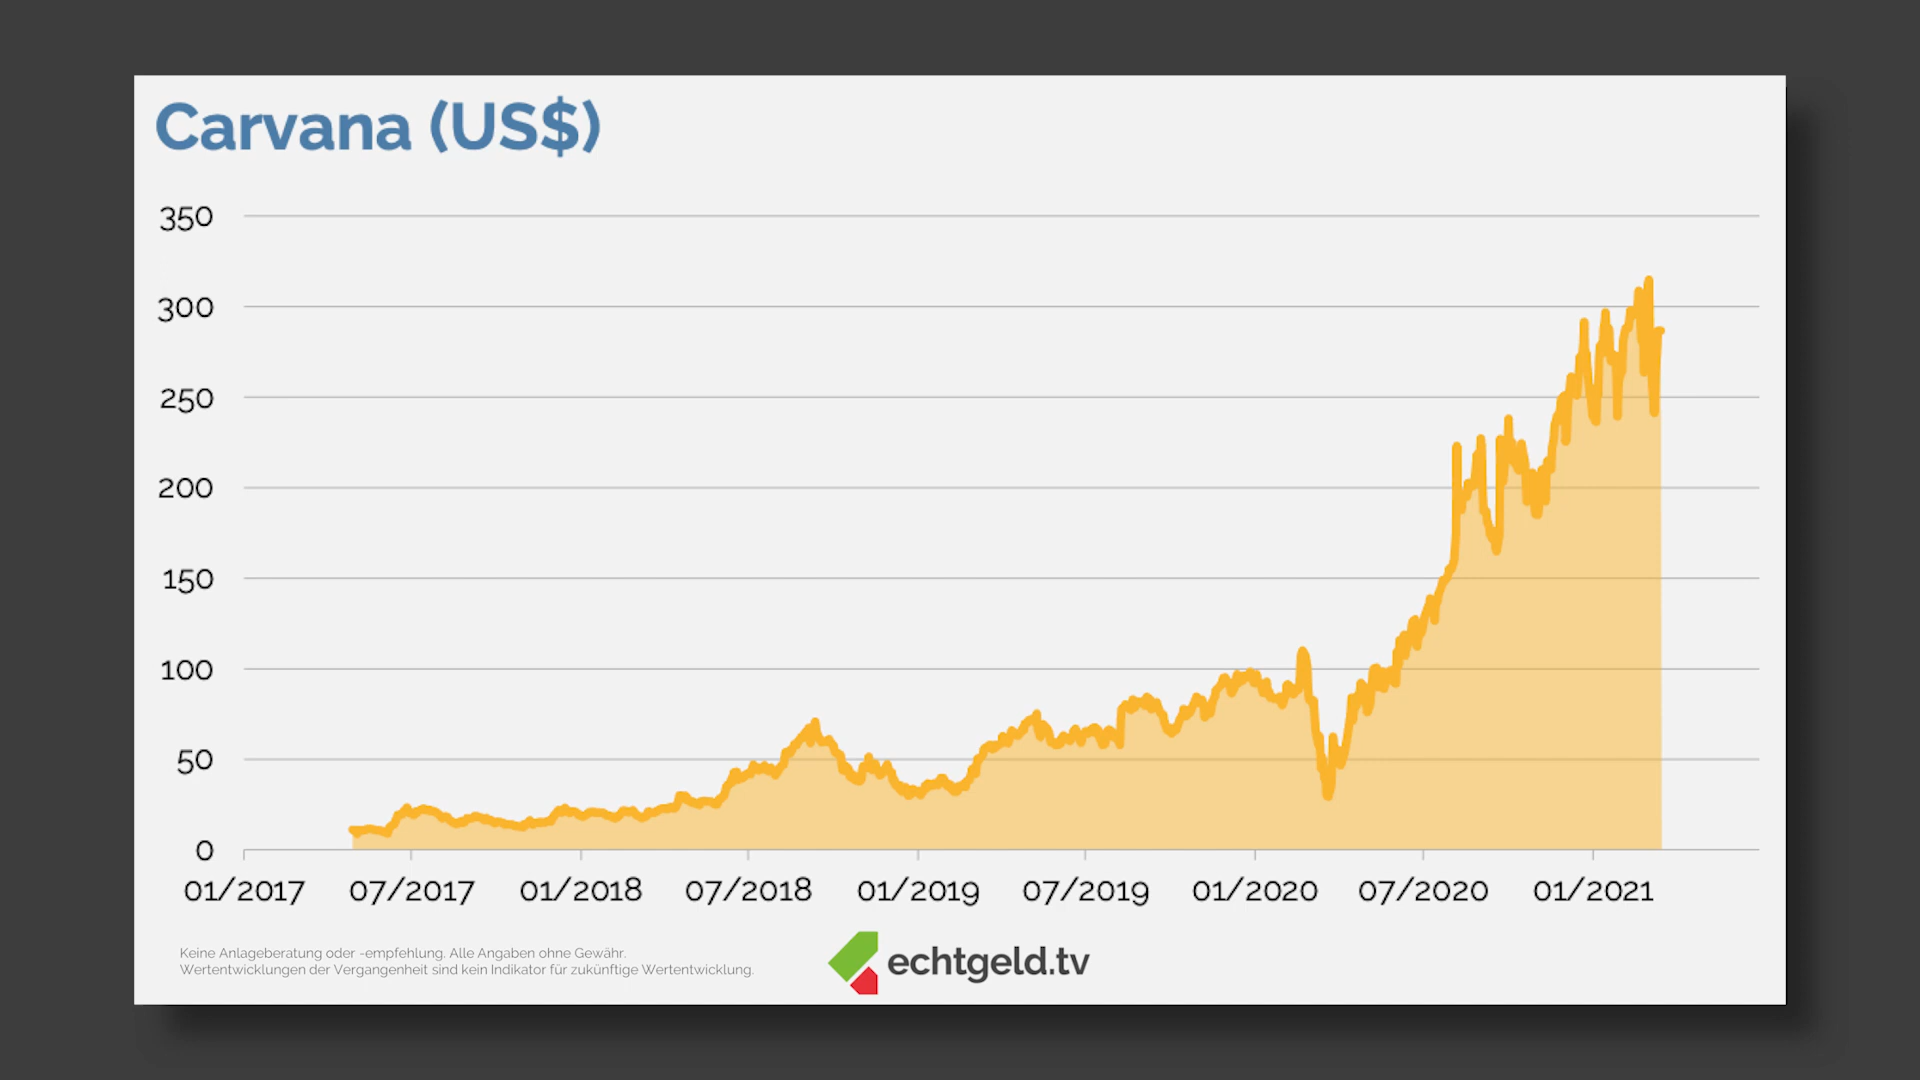 Carvana (US$)
350
300
250
200
150
100
50
0
01/2017 07/2017 01/2018 07/2018 01/2019 07/2019 01/2020 07/2020 01/2021
Keine Anlageberatung oder -empfehlung. Alle Angaben ohne Gewähr.
Wertentwicklungen der Vergangenheit sind kein Indikator für zukünftige Wertentwicklung.
echtgeld.tv